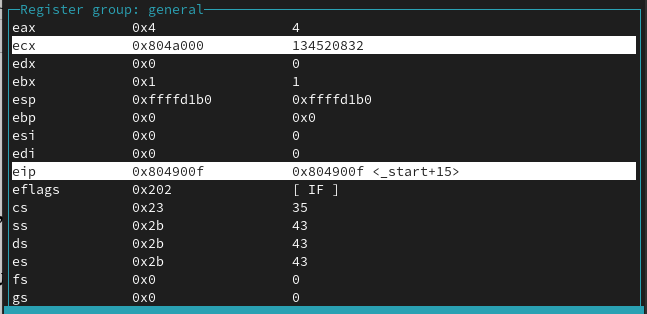 Register group: general
eax 0x4 4
ecx 0x804a000 134520832
edx 0x0 0
ebx 0x1 1
esp 0xffffd1b0 0xffffd1b0
ebp 0x0 0x0
esi 0x0 0
edi 0x0 0
eip 0x804900f 0x804900f <_start+15>
eflags 0x202 [ IF ]
cs 0x23 35
ss 0x2b 43
ds 0x2b 43
es 0x2b 43
fs 0x0 0
gs 0x0 0